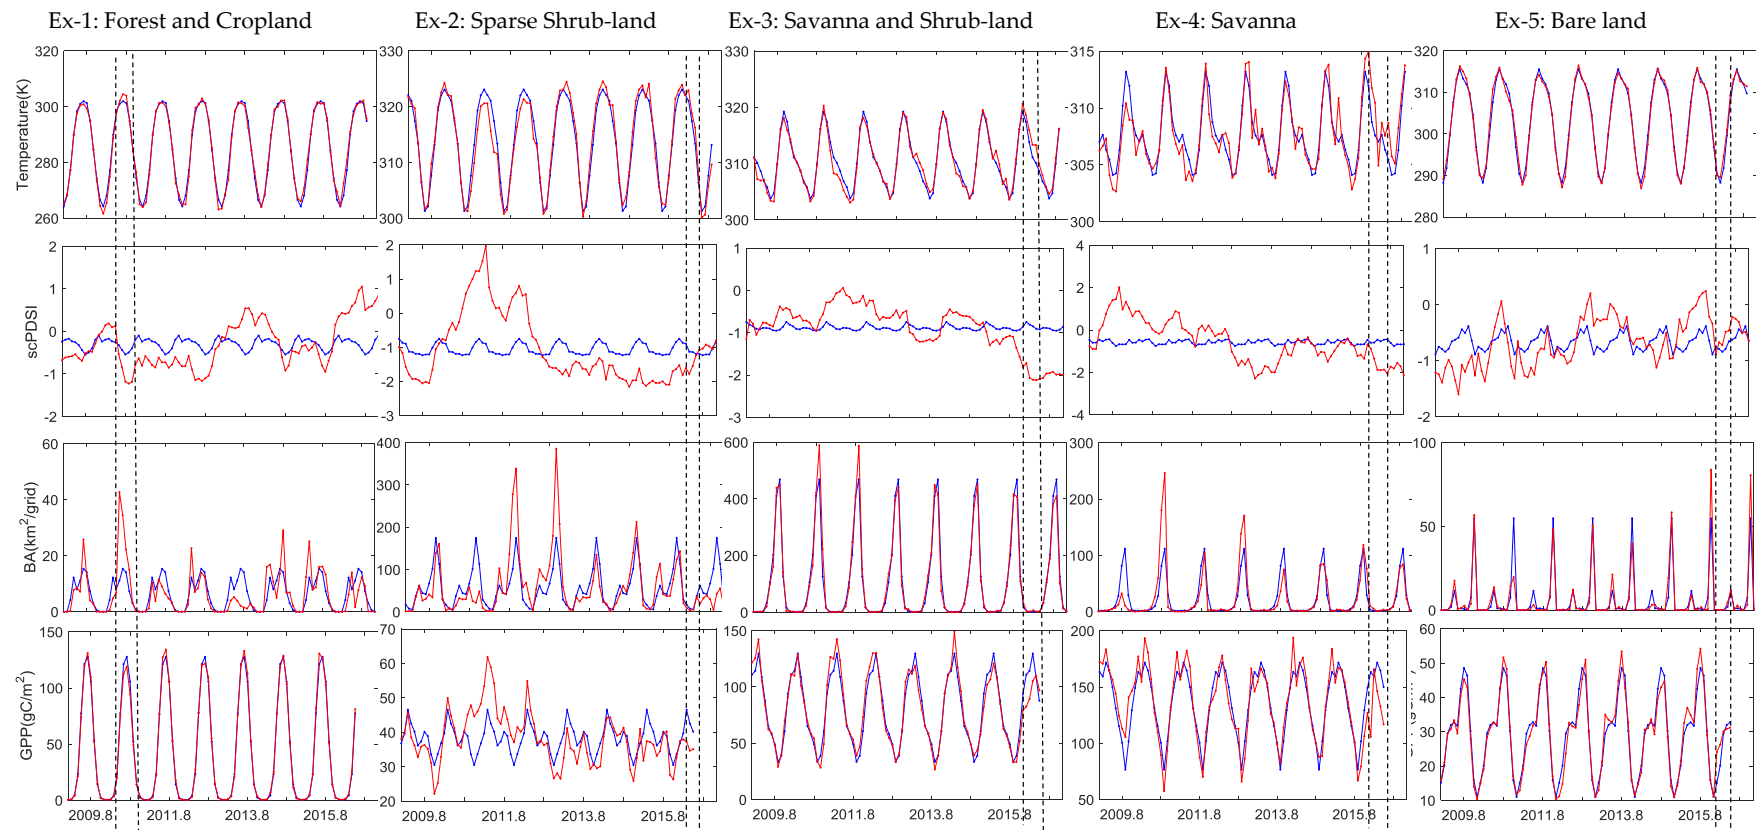 Ex-1: Forest and Cropland Ex-2: Sparse Shrub-land Ex-3: Savanna and Shrub-land Ex-4: Savanna Ex-5: Bare land
Temperature(K)
320 300 280 260
330 320 310 300
330 320 310 300
315 -310 305 300
320 310 300 290 280
scPDSI
2 1 0 -1 -2
2 1 0 -1 -2 -3
1 0 -1 -2 -3
4 2 0 -2 -4
1 0 -1 -2
BA(km²/grid)
60 40 20 0
400 300 200 100 0
600 400 200 0
300 200 100 0
100 50 0
GPP(gC/m²)
150 100 50 0
70 60 50 40 30 20
150 100 50 0
200 150 100 50
60 50 40 30 20 10
2009.8 2011.8 2013.8 2015.8
2009.8 2011.8 2013.8 2015.8
2009.8 2011.8 2013.8 2015.8
2009.8 2011.8 2013.8 2015.8
2009.8 2011.8 2013.8 2015.8